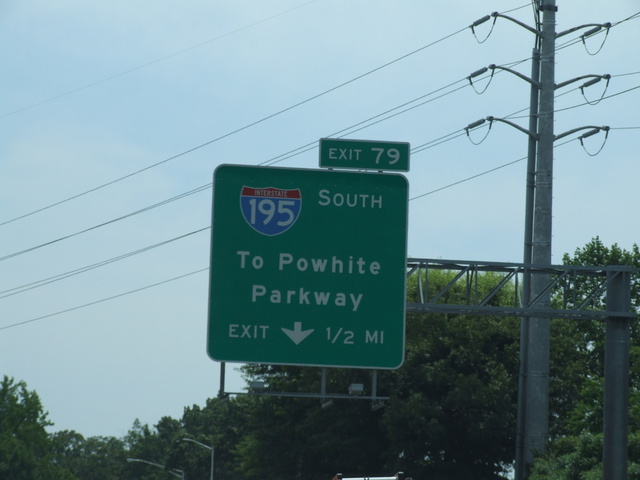 EXIT 79
INTERSTATE
195
SOUTH
To Powhite
Parkway
EXIT 1/2 MI